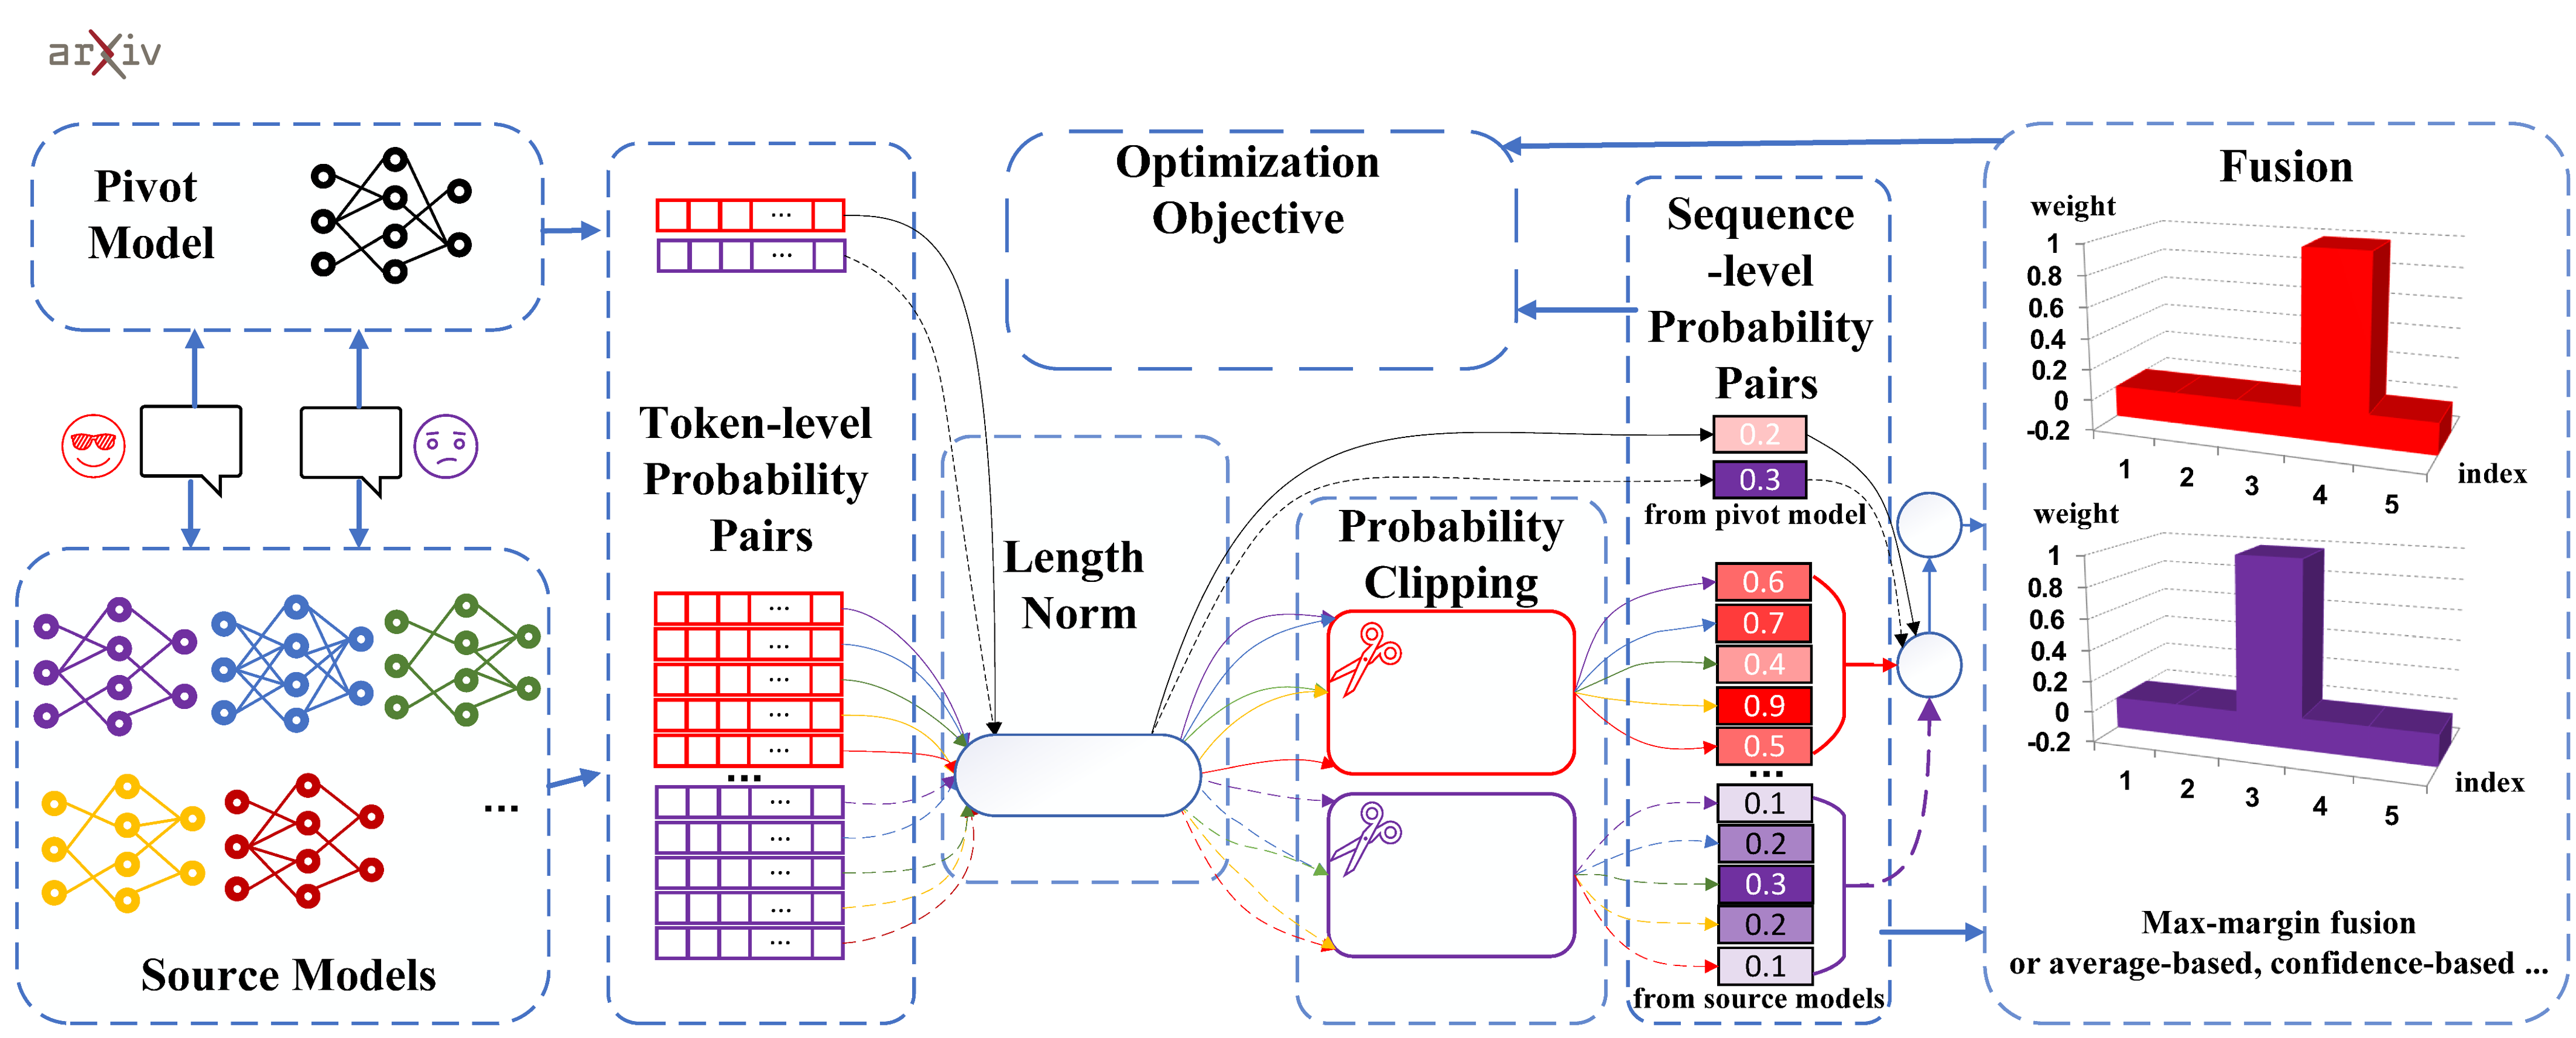 arXiv
Pivot
Model
Source Models
...
...
...
Token-level
Probability
Pairs
...
...
...
...
...
...
...
...
...
...
...
Length
Norm
Optimization
Objective
Probability
Clipping
Sequence
-level
Probability
Pairs
0.2
0.3
from pivot model
0.6
0.7
0.4
0.9
0.5
...
0.1
0.2
0.3
0.2
0.1
from source models
Fusion
weight
1
0.8
0.6
0.4
0.2
0
-0.2
1 2 3 4 5
index
weight
1
0.8
0.6
0.4
0.2
0
-0.2
1 2 3 4 5
index
Max-margin fusion
or average-based, confidence-based ...